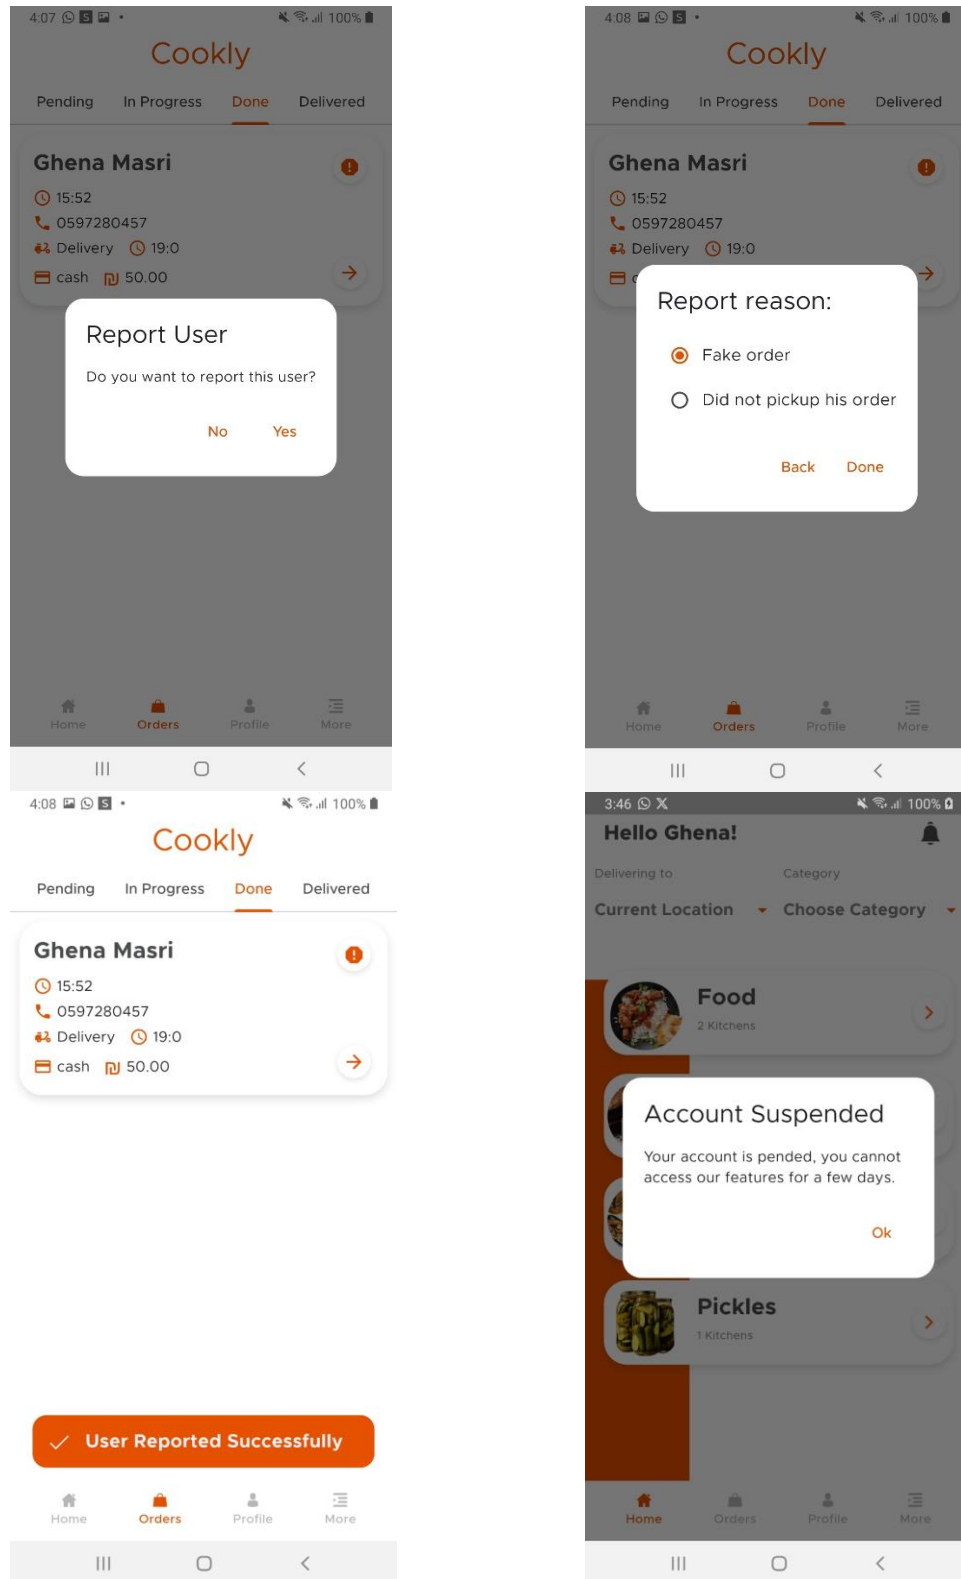 4:07 S 100%
Cookly
Pending In Progress Done Delivered
Ghena Masri
15:52
0597280457
Delivery 19:0
cash ₪ 50.00
Report User
Do you want to report this user?
No Yes
Home Orders Profile More
4:08 S 100%
Cookly
Pending In Progress Done Delivered
Ghena Masri
15:52
0597280457
Delivery 19:0
Report reason:
Fake order
Did not pickup his order
Back Done
Home Orders Profile More
4:08 S 100%
Cookly
Pending In Progress Done Delivered
Ghena Masri
15:52
0597280457
Delivery 19:0
cash ₪ 50.00
User Reported Successfully
Home Orders Profile More
3:46 X 100%
Hello Ghena!
Delivering to Category
Current Location Choose Category
Food
2 Kitchens
Account Suspended
Your account is pended, you cannot
access our features for a few days.
Ok
Pickles
1 Kitchens
Home Orders Profile More